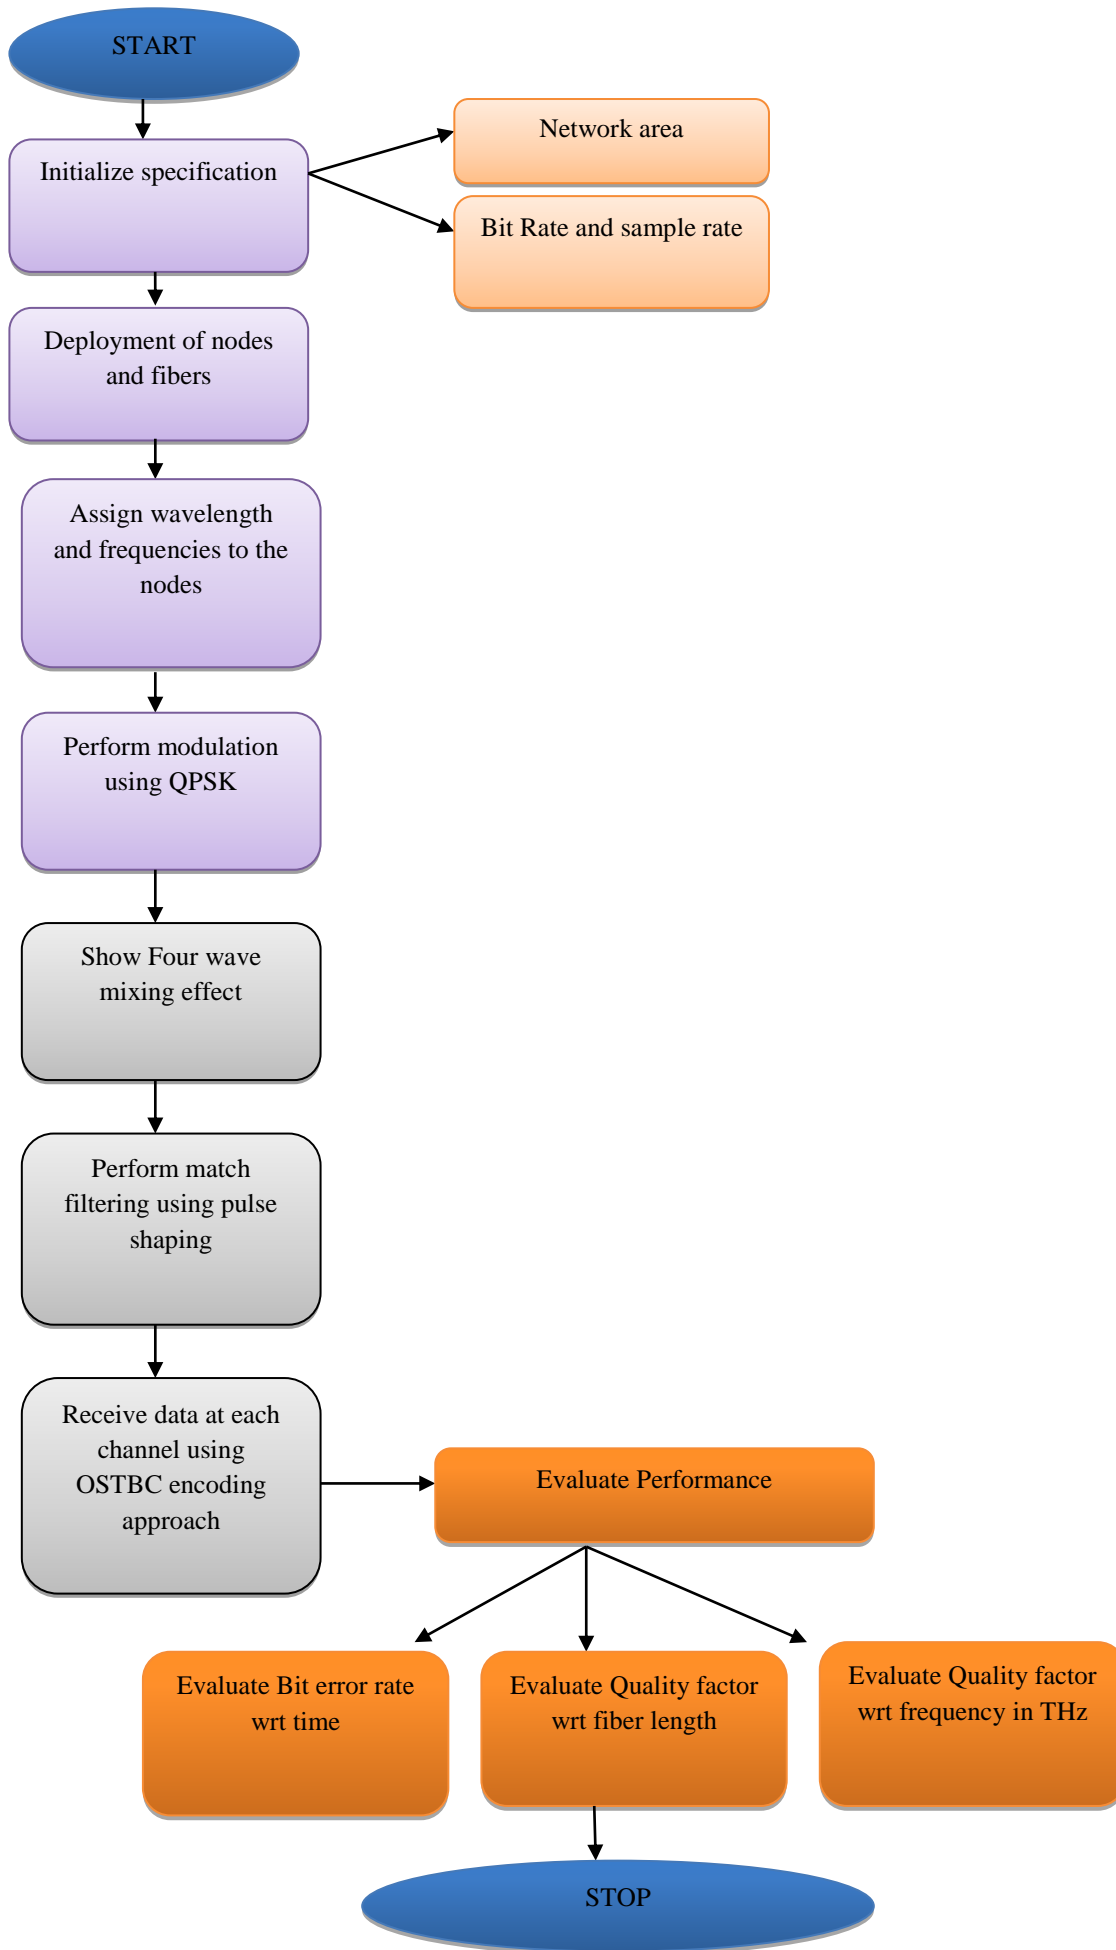 START
Initialize specification
Network area
Bit Rate and sample rate
Deployment of nodes
and fibers
Assign wavelength
and frequencies to the
nodes
Perform modulation
using QPSK
Show Four wave
mixing effect
Perform match
filtering using pulse
shaping
Receive data at each
channel using
OSTBC encoding
approach
Evaluate Performance
Evaluate Bit error rate
wrt time
Evaluate Quality factor
wrt fiber length
Evaluate Quality factor
wrt frequency in THz
STOP